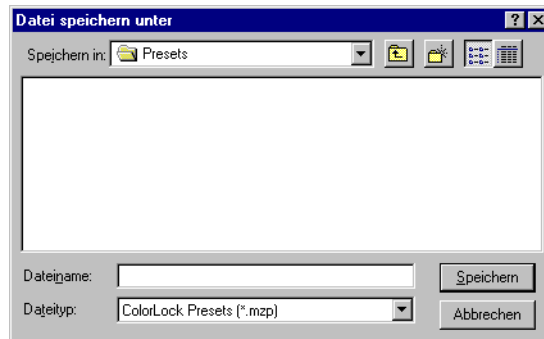 Datei speichern unter
Speichern in: Presets
Dateiname:
Speichern
Dateityp: ColorLock Presets (*.mzp)
Abbrechen